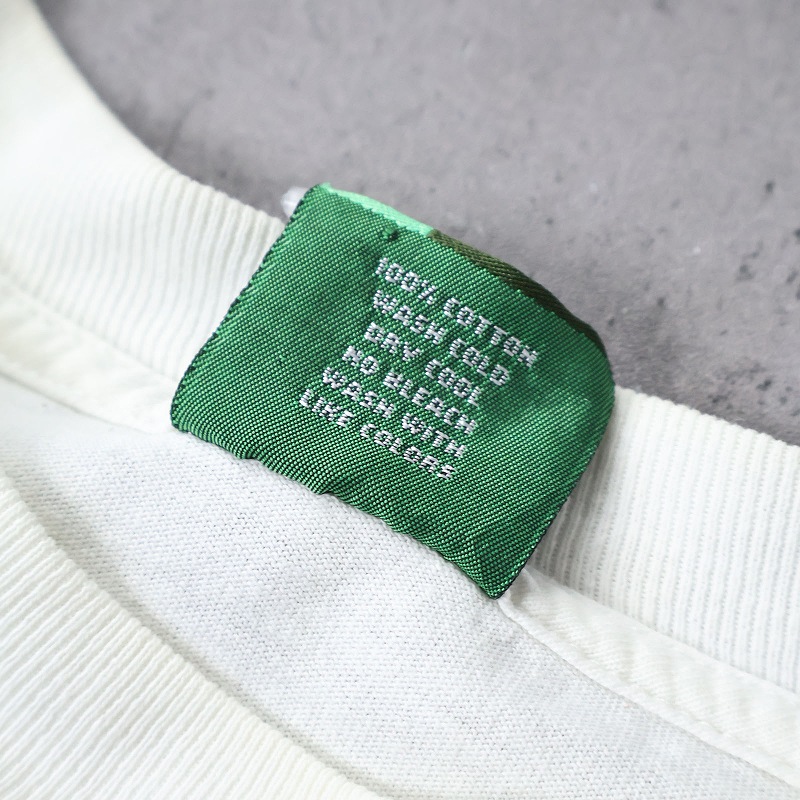 100% COTTON
WASH COLD
DRY COOL
NO BLEACH
WASH WITH
LIKE COLORS